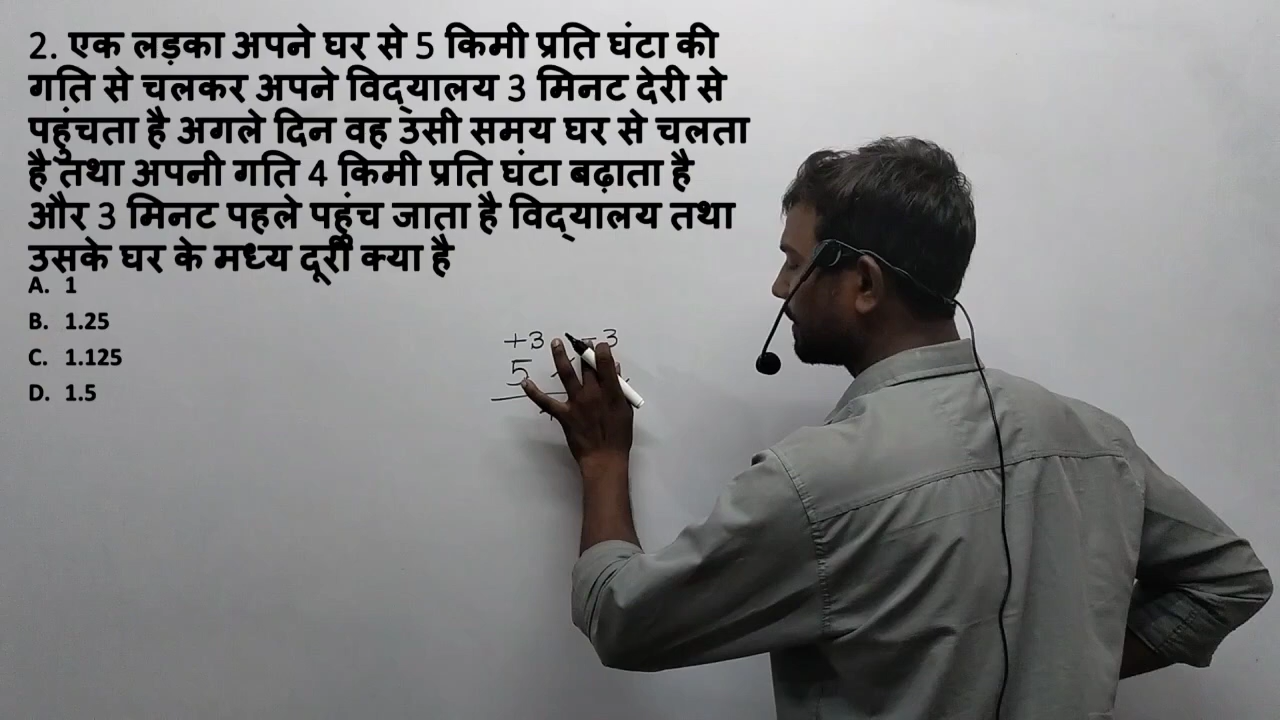 2. एक लड़का अपने घर से 5 किमी प्रति घंटा की
गति से चलकर अपने विद्यालय 3 मिनट देरी से
पहुंचता है अगले दिन वह उसी समय घर से चलता
है तथा अपनी गति 4 किमी प्रति घंटा बढ़ाता है
और 3 मिनट पहले पहुंच जाता है विद्यालय तथा
उसके घर के मध्य दूरी क्या है
A. 1
B. 1.25
C. 1.125
D. 1.5
+3 -3
5